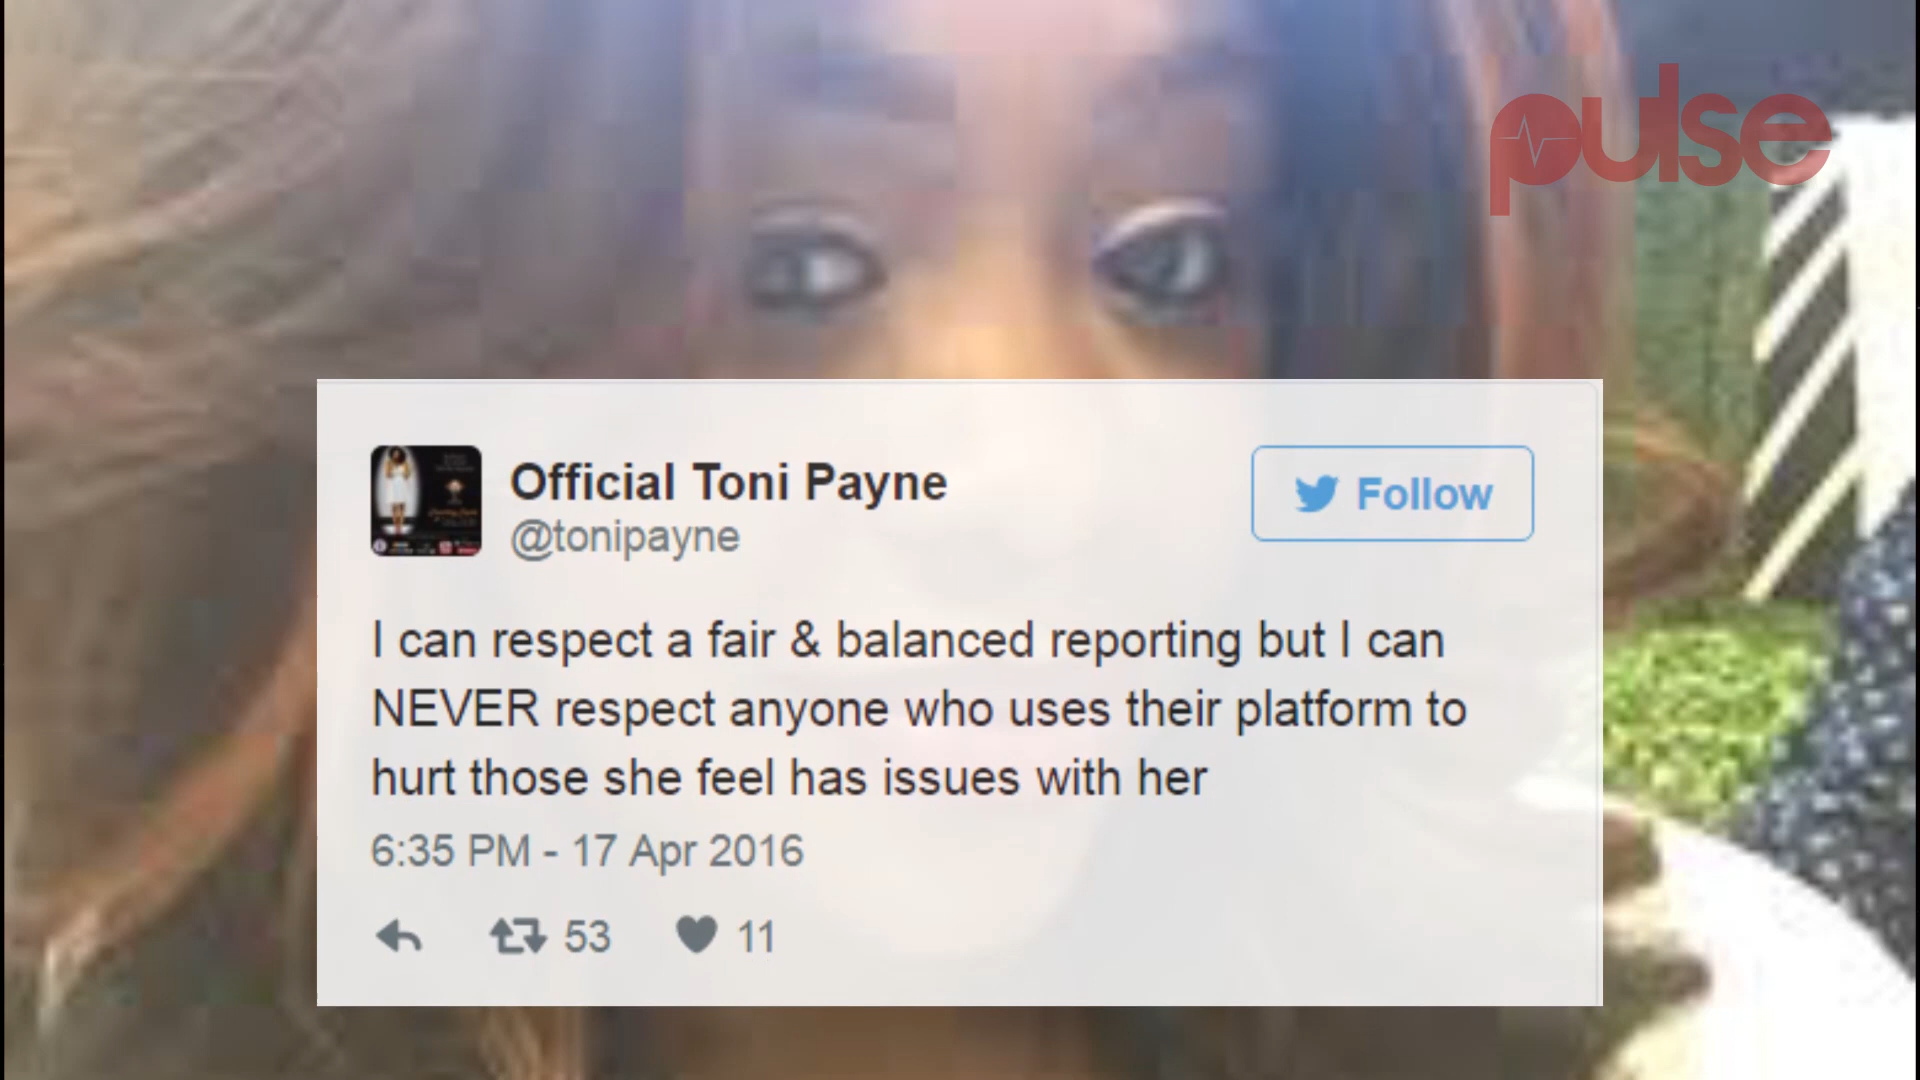 pulse
Official Toni Payne
@tonipayne
Follow
I can respect a fair & balanced reporting but I can
NEVER respect anyone who uses their platform to
hurt those she feel has issues with her
6:35 PM - 17 Apr 2016
53 11